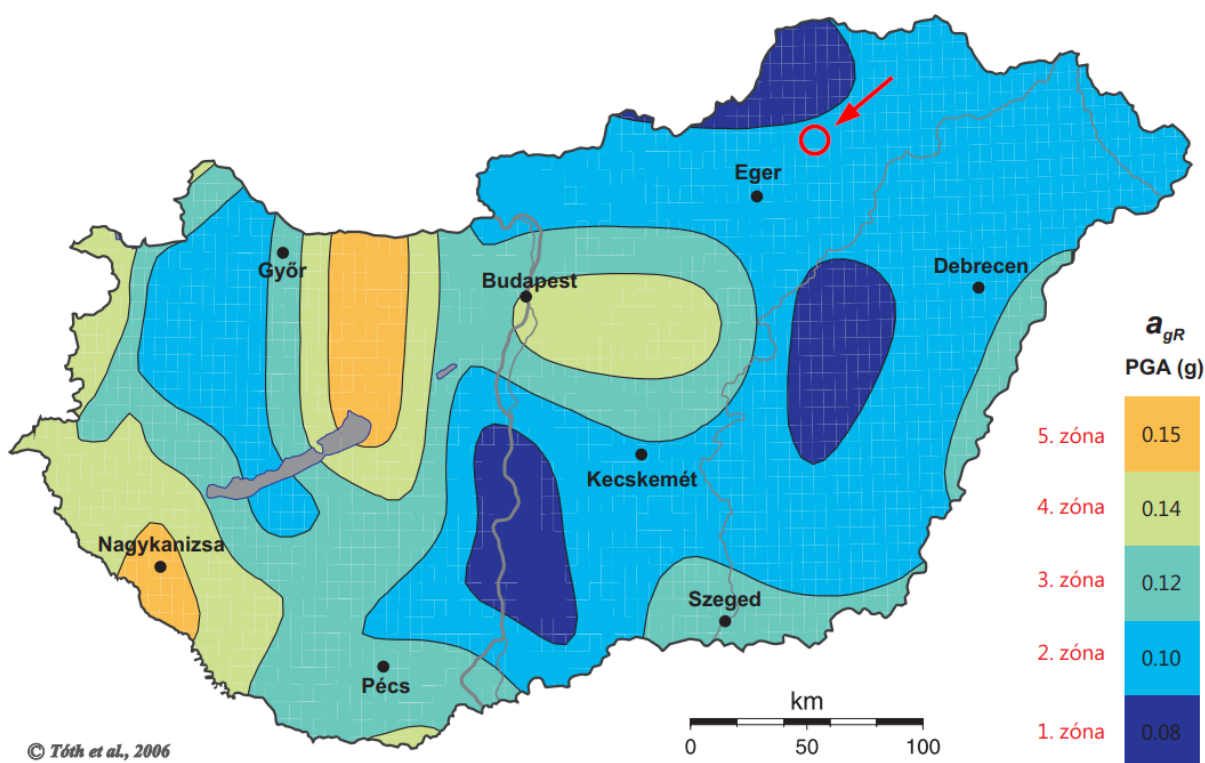 Eger
Győr
Budapest
Debrecen
a_gR
PGA (g)
5. zóna 0.15
Kecskemét
4. zóna 0.14
Nagykanizsa
3. zóna 0.12
Szeged
2. zóna 0.10
Pécs
km
1. zóna 0.08
0 50 100
© Tóth et al., 2006